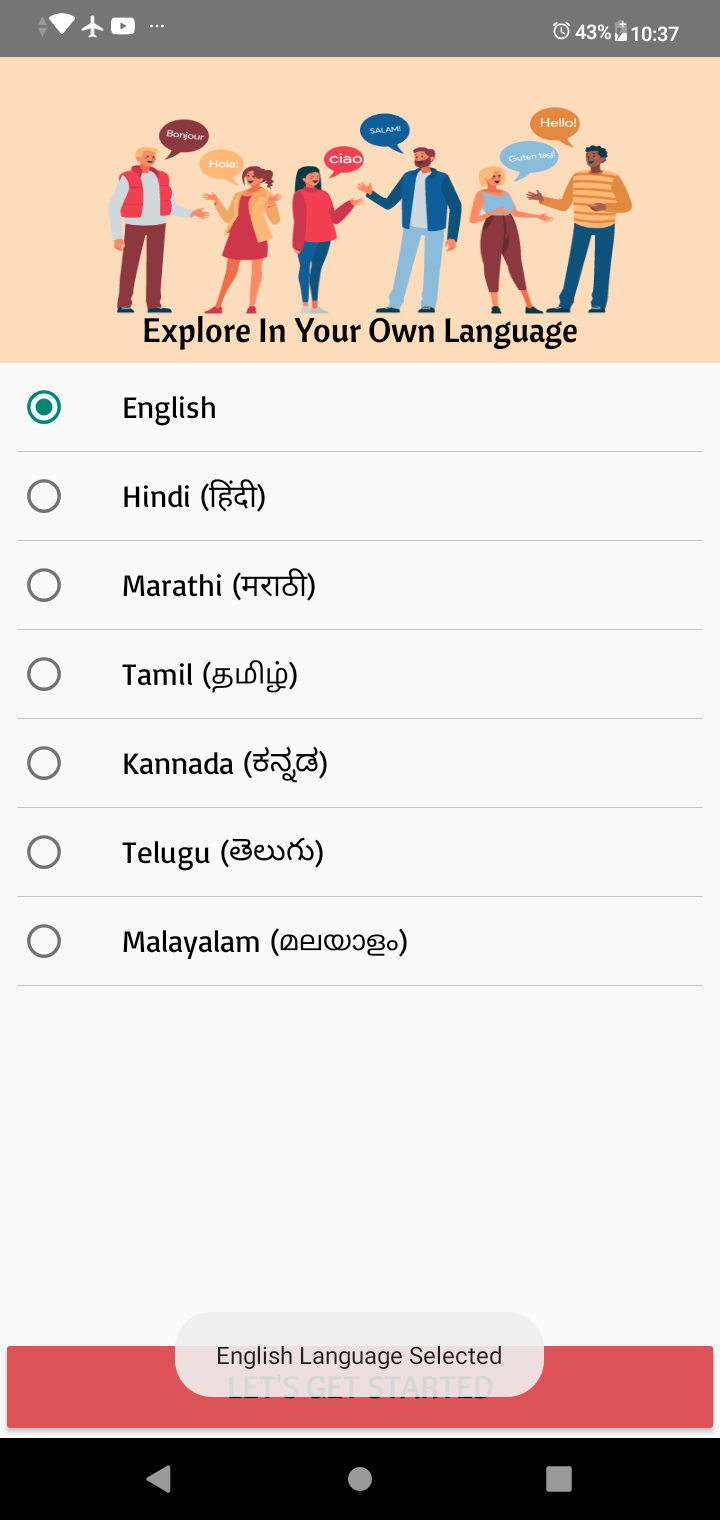 43% 10:37
Bonjour
Hola!
ciao!
SALAM!
Guten tag!
Hello!
Explore In Your Own Language
English
Hindi (हिंदी)
Marathi (मराठी)
Tamil (தமிழ்)
Kannada (ಕನ್ನಡ)
Telugu (తెలుగు)
Malayalam (മലയാളം)
English Language Selected
LET'S GET STARTED